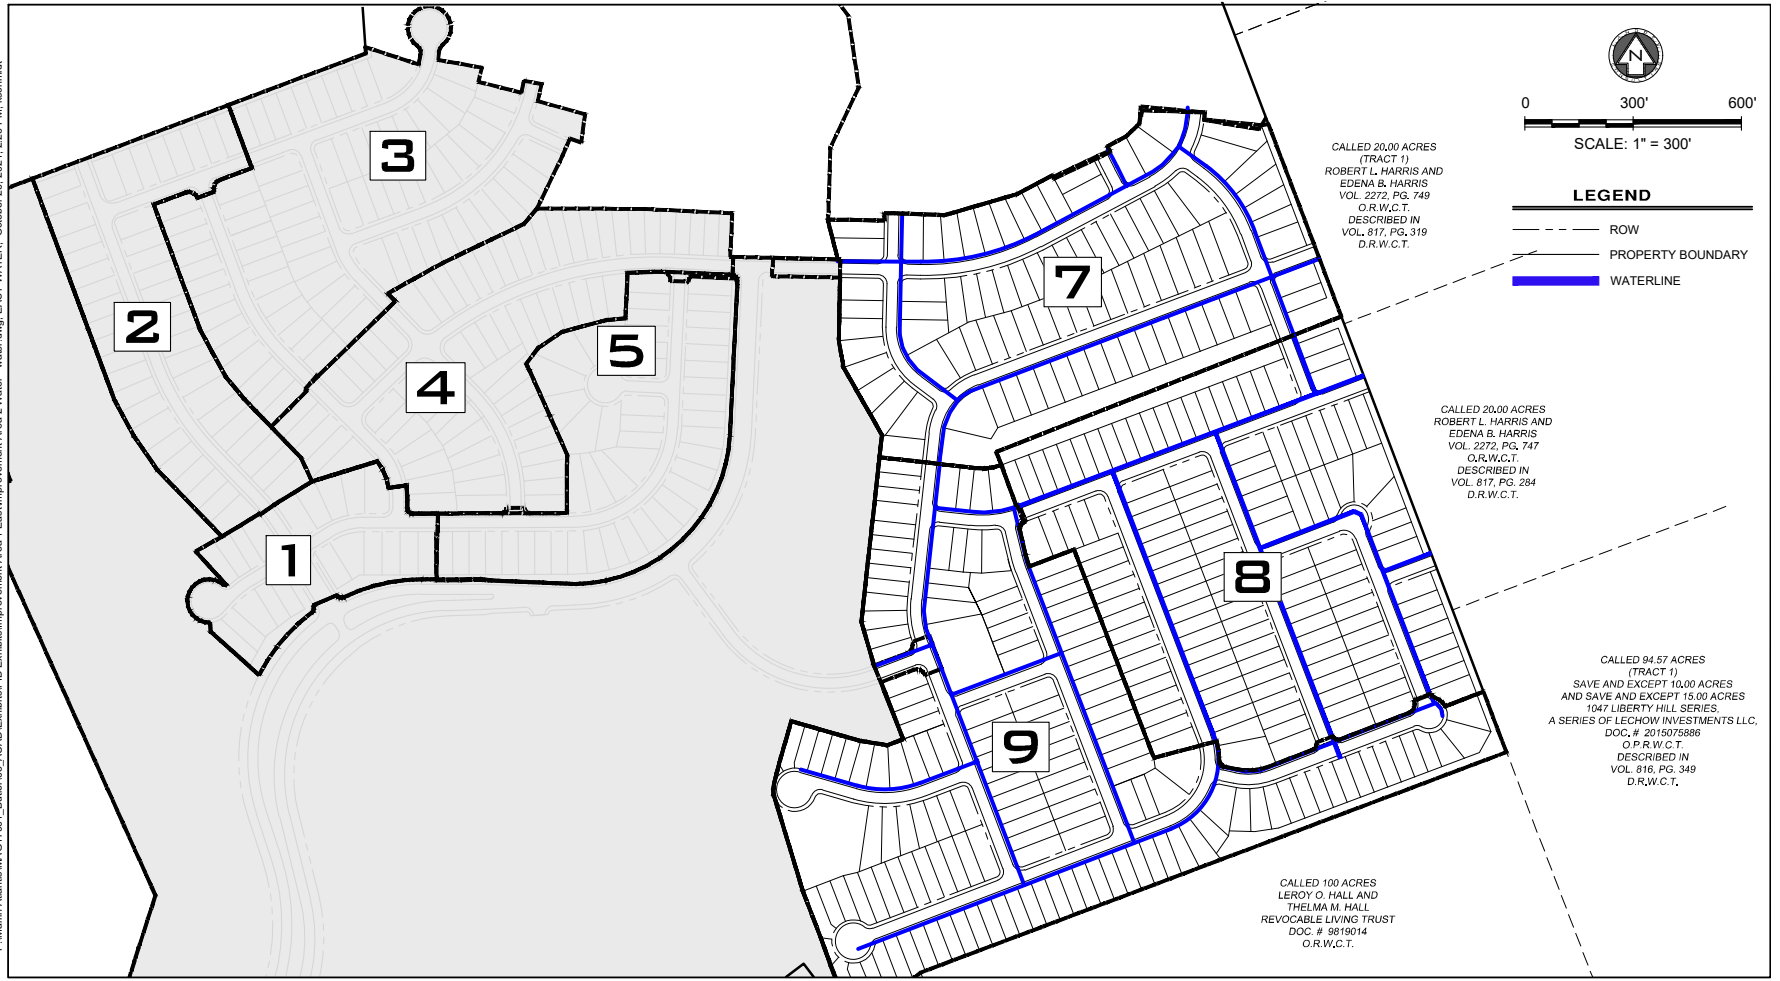 N
0 300' 600'
SCALE: 1" = 300'
LEGEND
ROW
PROPERTY BOUNDARY
WATERLINE
3
2
5
4
1
7
8
9
CALLED 20.00 ACRES
(TRACT 1)
ROBERT L. HARRIS AND
EDENA B. HARRIS
VOL. 2272, PG. 749
O.R.W.C.T.
DESCRIBED IN
VOL. 817, PG. 319
D.R.W.C.T.
CALLED 20.00 ACRES
ROBERT L. HARRIS AND
EDENA B. HARRIS
VOL. 2272, PG. 747
O.R.W.C.T.
DESCRIBED IN
VOL. 817, PG. 284
D.R.W.C.T.
CALLED 94.57 ACRES
(TRACT 1)
SAVE AND EXCEPT 10.00 ACRES
AND SAVE AND EXCEPT 15.00 ACRES
1047 LIBERTY HILL SERIES,
A SERIES OF LECHOW INVESTMENTS LLC,
DOC. # 2015075886
O.P.R.W.C.T.
DESCRIBED IN
VOL. 816, PG. 349
D.R.W.C.T.
CALLED 100 ACRES
LEROY O. HALL AND
THELMA M. HALL
REVOCABLE LIVING TRUST
DOC. # 9819014
O.R.W.C.T.